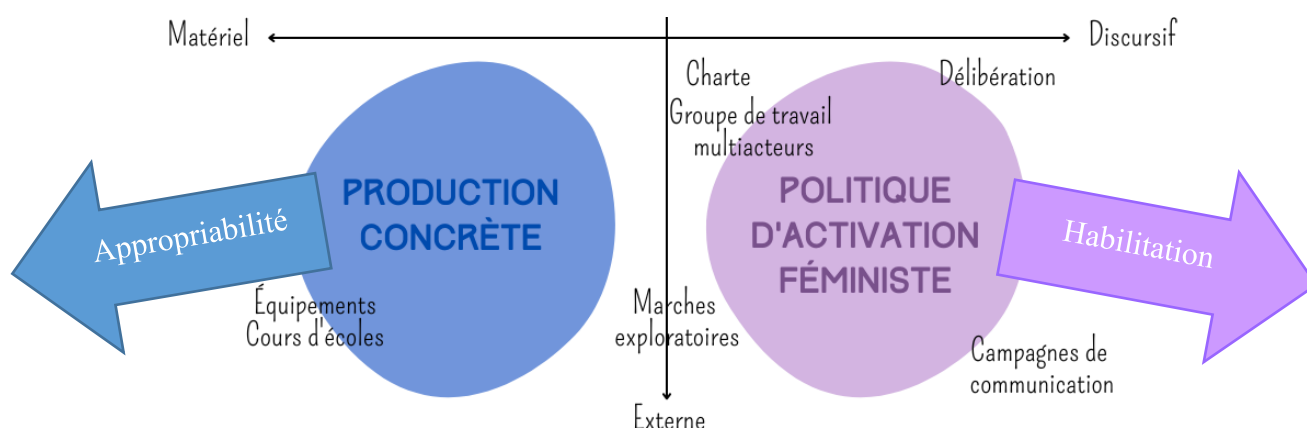 Matériel
Discursif
Charte
Délibération
Groupe de travail
multiacteurs
PRODUCTION
CONCRÈTE
POLITIQUE
D'ACTIVATION
FÉMINISTE
Appropriabilité
Habilitation
Équipements
Cours d'écoles
Marches
exploratoires
Campagnes de
communication
Externe